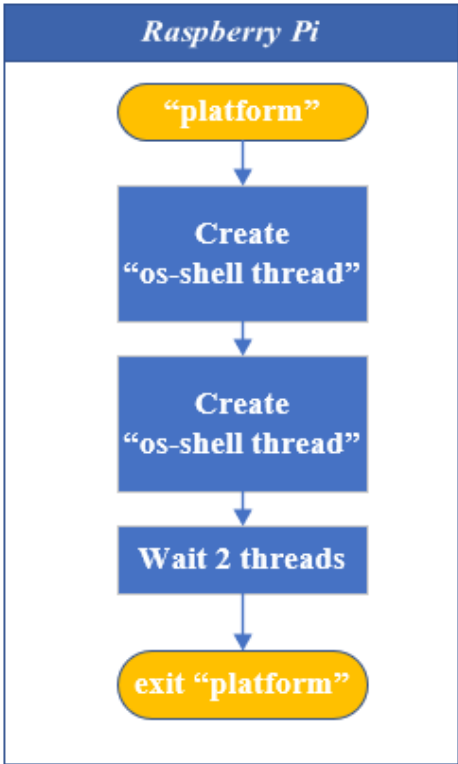 Raspberry Pi
“platform”
Create
“os-shell thread”
Create
“os-shell thread”
Wait 2 threads
exit “platform”